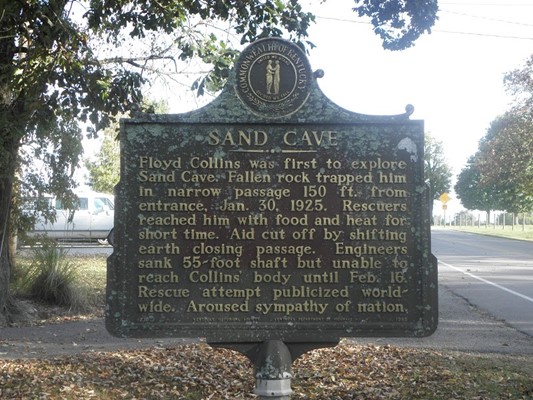 COMMONWEALTH OF KENTUCKY
SAND CAVE
Floyd Collins was first to explore
Sand Cave. Fallen rock trapped him
in narrow passage 150 ft. from
entrance, Jan. 30, 1925. Rescuers
reached him with food and heat for
short time. Aid cut off by shifting
earth closing passage. Engineers
sank 55-foot shaft but unable to
reach Collins' body until Feb. 16.
Rescue attempt publicized world-
wide. Aroused sympathy of nation.